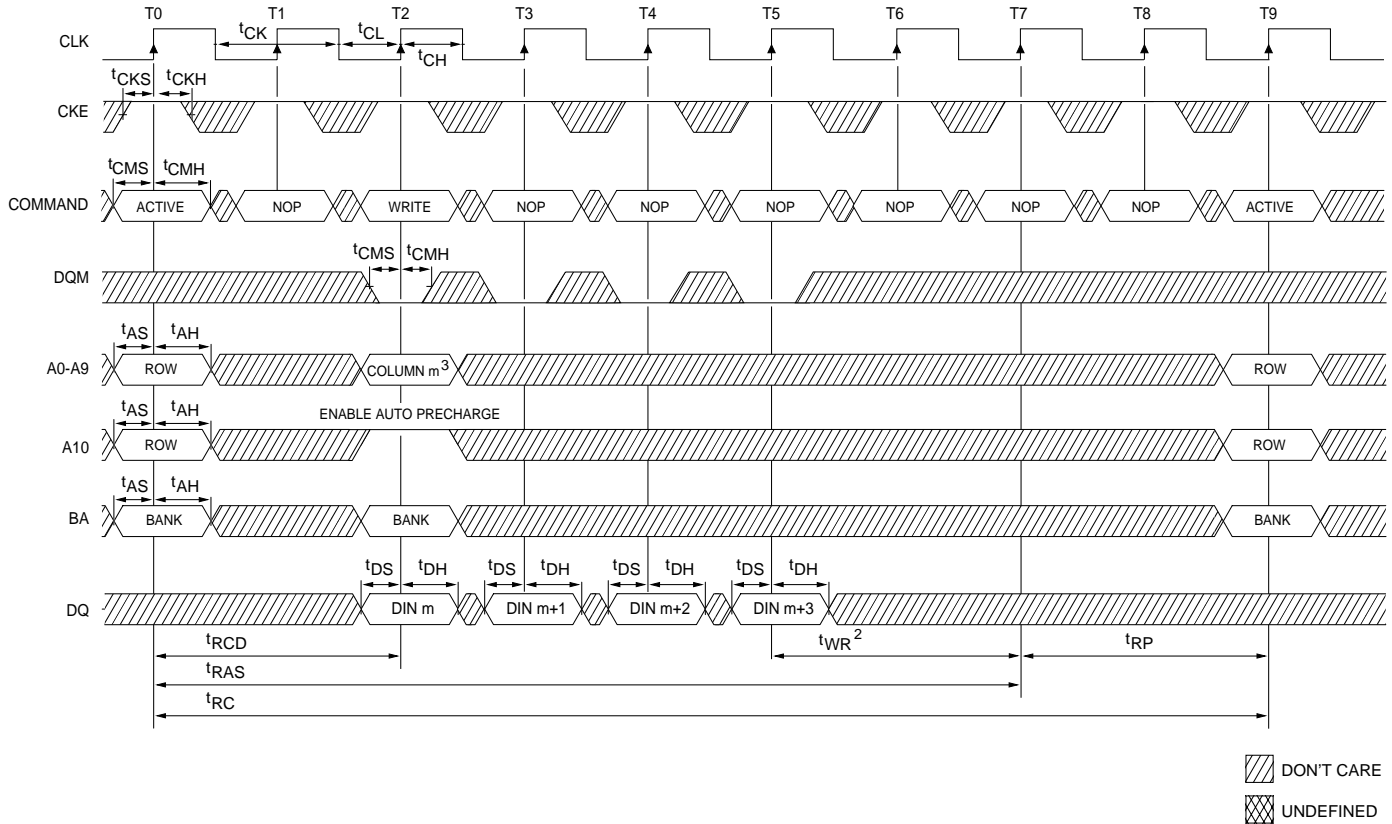 T0 T1 T2 T3 T4 T5 T6 T7 T8 T9
CLK
tCK tCL
tCH
tCKS tCKH
CKE
tCMS tCMH
COMMAND ACTIVE NOP WRITE NOP NOP NOP NOP NOP NOP ACTIVE
tCMS tCMH
DQM
tAS tAH
A0-A9 ROW COLUMN m3 ROW
tAS tAH ENABLE AUTO PRECHARGE
A10 ROW ROW
tAS tAH
BA BANK BANK BANK
tDS tDH tDS tDH tDS tDH tDS tDH
DQ DIN m DIN m+1 DIN m+2 DIN m+3
tRCD tWR2 tRP
tRAS
tRC
DON'T CARE
UNDEFINED